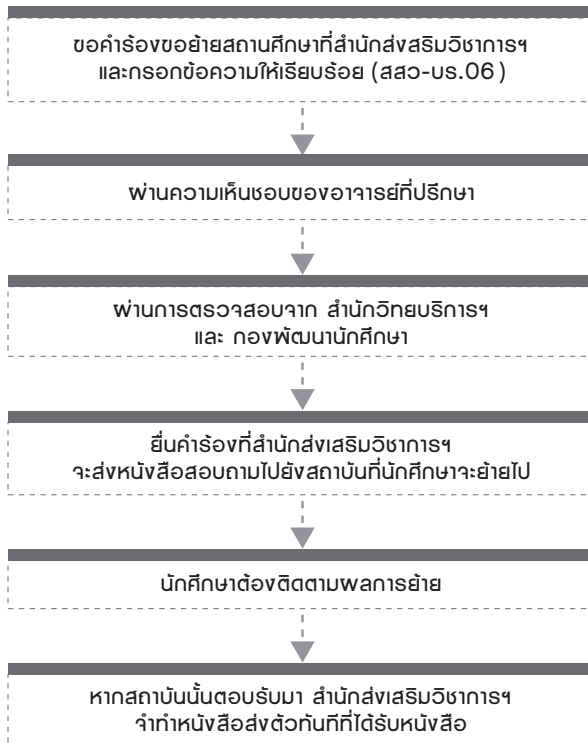 ขอคำร้องขอย้ายสถานศึกษาที่สำนักส่งสริมวิชาการฯ
และกรอกข้อความให้เรียบร้อย (สสว-บร.06)
ผ่านความเห็นชอบของอาจารย์ที่ปรึกษา
ผ่านการตรวจสอบจาก สำนักวิทยบริการฯ
และ กองพัฒนานักศึกษา
ยื่นคำร้องที่สำนักส่งเสริมวิชาการฯ
จะส่งหนังสือสอบถามไปยังสถาบันที่นักศึกษาจะย้ายไป
นักศึกษาต้องติดตามผลการย้าย
หากสถาบันนั้นตอบรับมา สำนักส่งเสริมวิชาการฯ
จำทำหนังสือส่งตัวทันทีที่ได้รับหนังสือ